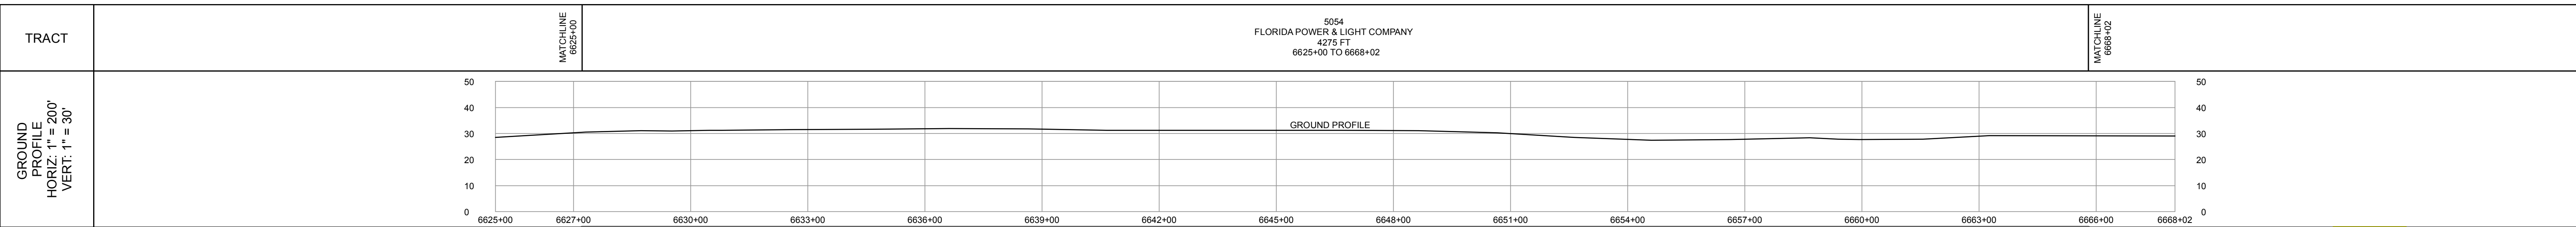 TRACT
MATCHLINE
6625+00
5054
FLORIDA POWER & LIGHT COMPANY
4275 FT
6625+00 TO 6668+02
MATCHLINE
6668+02
GROUND
PROFILE
HORIZ: 1" = 200'
VERT: 1" = 30'
50
40
30
20
10
0
GROUND PROFILE
50
40
30
20
10
0
6625+00 6627+00 6630+00 6633+00 6636+00 6639+00 6642+00 6645+00 6648+00 6651+00 6654+00 6657+00 6660+00 6663+00 6666+00 6668+02